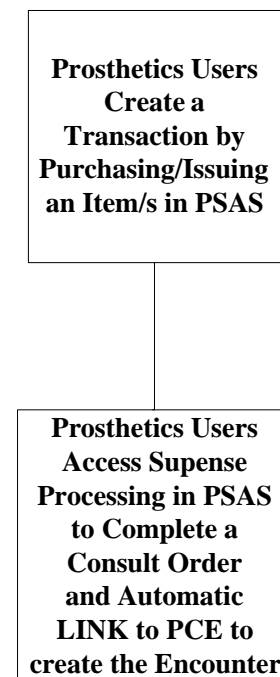 Prosthetics Users
Create a
Transaction by
Purchasing/Issuing
an Item/s in PSAS
Prosthetics Users
Access Supense
Processing in PSAS
to Complete a
Consult Order
and Automatic
LINK to PCE to
create the Encounter